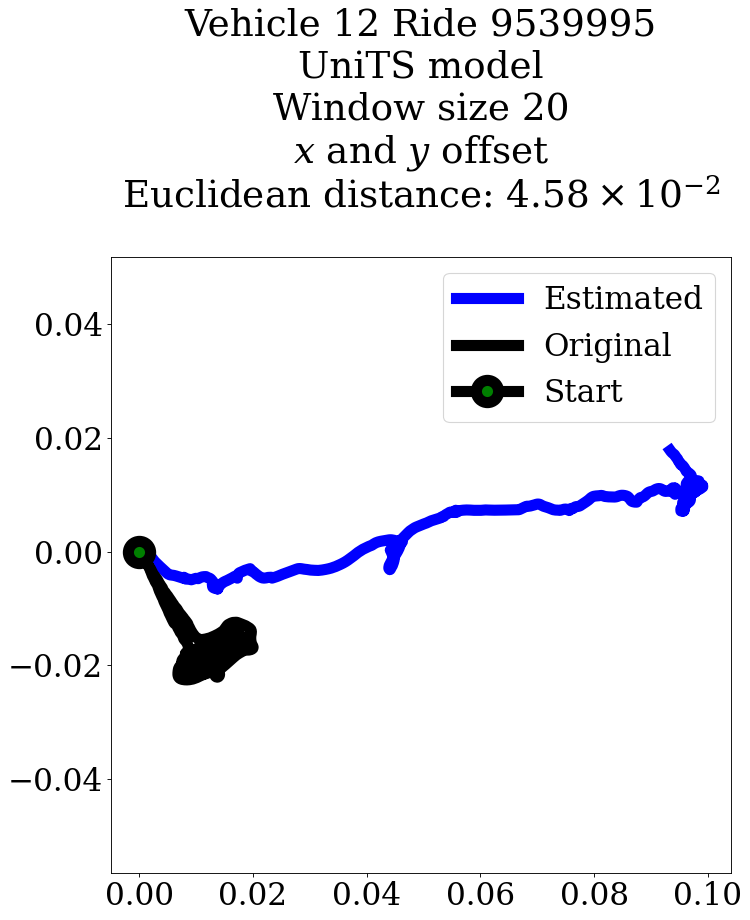 Vehicle 12 Ride 9539995
UniTS model
Window size 20
x and y offset
Euclidean distance: 4.58 × 10⁻²
Estimated
Original
Start
0.04
0.02
0.00
−0.02
−0.04
0.00 0.02 0.04 0.06 0.08 0.10